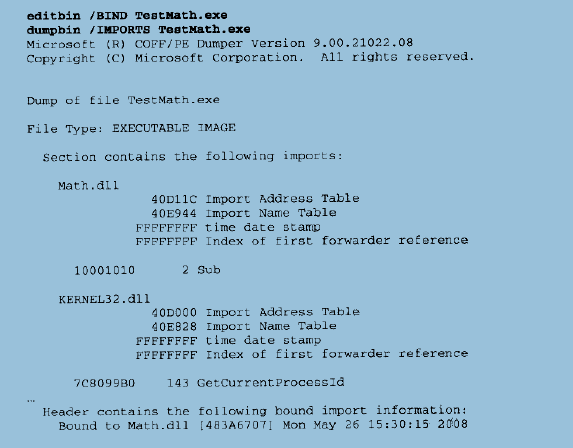 editbin /BIND TestMath.exe
dumpbin /IMPORTS TestMath.exe
Microsoft (R) COFF/PE Dumper Version 9.00.21022.08
Copyright (C) Microsoft Corporation.  All rights reserved.
Dump of file TestMath.exe
File Type: EXECUTABLE IMAGE
Section contains the following imports:
Math.dll
40D11C Import Address Table
40E944 Import Name Table
FFFFFFFF time date stamp
FFFFFFFF Index of first forwarder reference
10001010 2 Sub
KERNEL32.dll
40D000 Import Address Table
40E828 Import Name Table
FFFFFFFF time date stamp
FFFFFFFF Index of first forwarder reference
7C8099B0 143 GetCurrentProcessId
…
Header contains the following bound import information:
Bound to Math.dll [483A6707] Mon May 26 15:30:15 2008